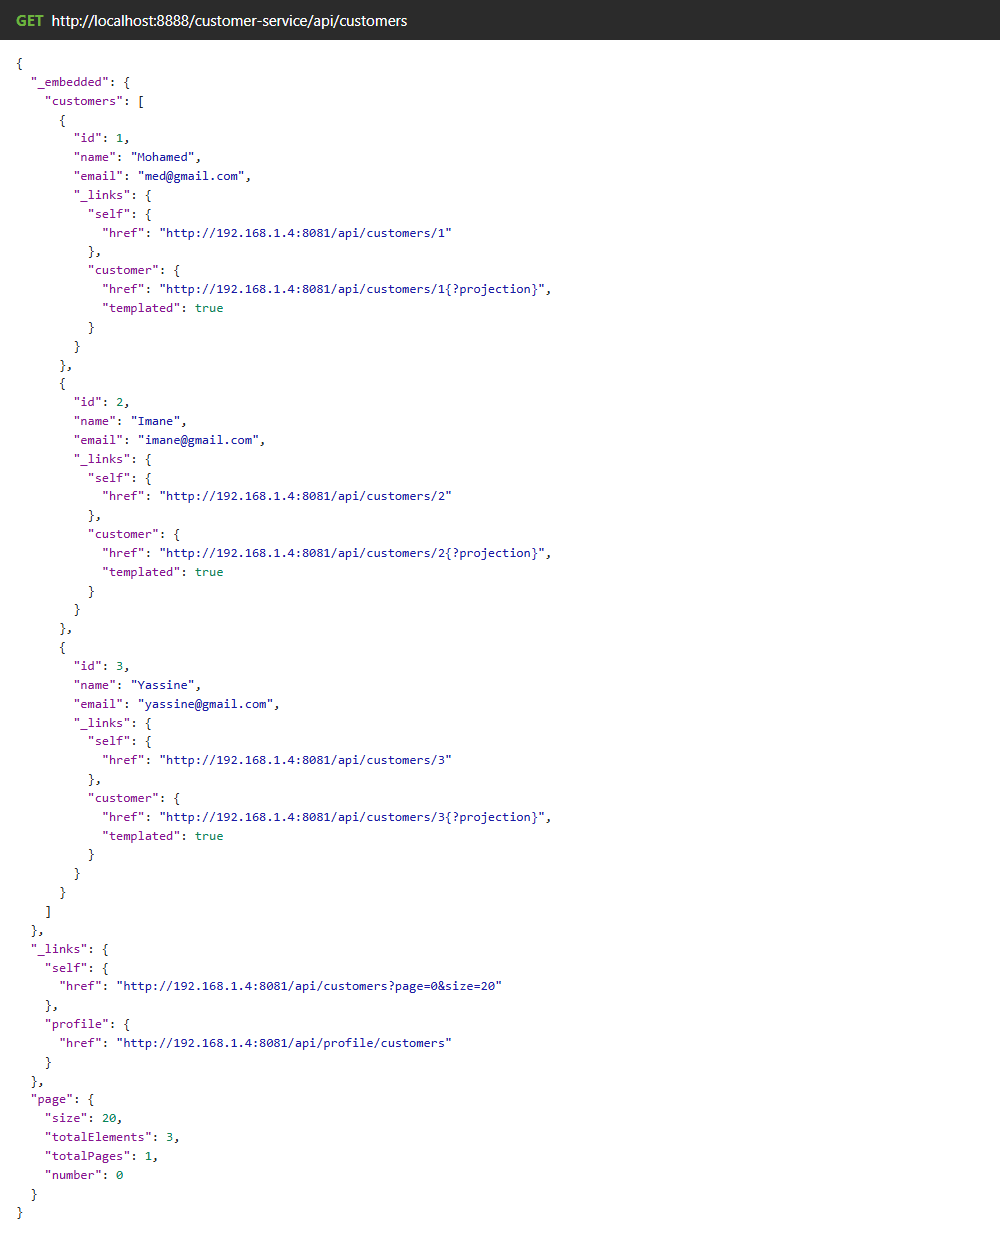 GET http://localhost:8888/customer-service/api/customers
{
  "_embedded": {
    "customers": [
      {
        "id": 1,
        "name": "Mohamed",
        "email": "med@gmail.com",
        "_links": {
          "self": {
            "href": "http://192.168.1.4:8081/api/customers/1"
          },
          "customer": {
            "href": "http://192.168.1.4:8081/api/customers/1{?projection}",
            "templated": true
          }
        }
      },
      {
        "id": 2,
        "name": "Imane",
        "email": "imane@gmail.com",
        "_links": {
          "self": {
            "href": "http://192.168.1.4:8081/api/customers/2"
          },
          "customer": {
            "href": "http://192.168.1.4:8081/api/customers/2{?projection}",
            "templated": true
          }
        }
      },
      {
        "id": 3,
        "name": "Yassine",
        "email": "yassine@gmail.com",
        "_links": {
          "self": {
            "href": "http://192.168.1.4:8081/api/customers/3"
          },
          "customer": {
            "href": "http://192.168.1.4:8081/api/customers/3{?projection}",
            "templated": true
          }
        }
      }
    ]
  },
  "_links": {
    "self": {
      "href": "http://192.168.1.4:8081/api/customers?page=0&size=20"
    },
    "profile": {
      "href": "http://192.168.1.4:8081/api/profile/customers"
    }
  },
  "page": {
    "size": 20,
    "totalElements": 3,
    "totalPages": 1,
    "number": 0
  }
}